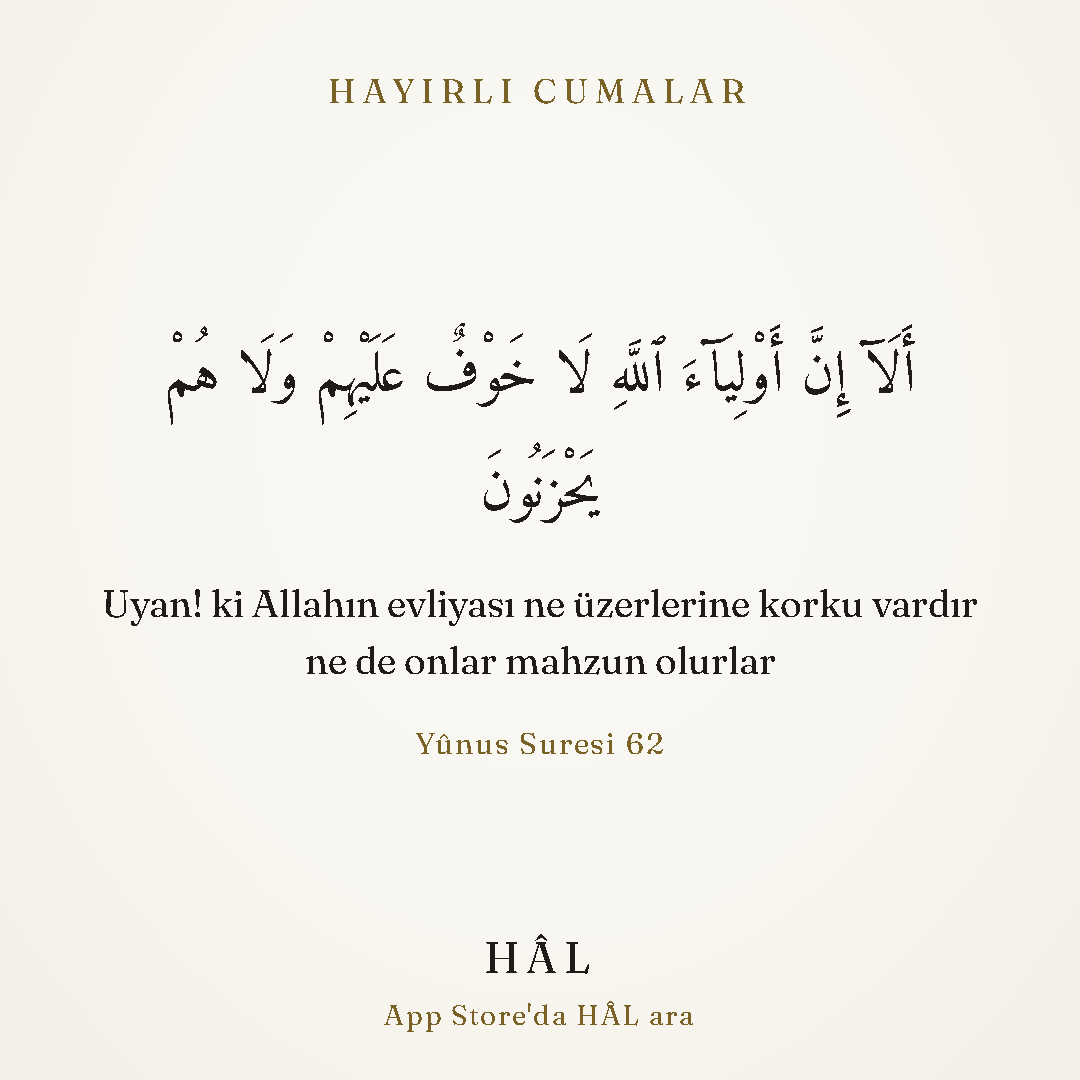 HAYIRLI CUMALAR
أَلَآ إِنَّ أَوْلِيَآءَ ٱللَّهِ لَا خَوْفٌ عَلَيْهِمْ وَلَا هُمْ
يَحْزَنُونَ
Uyan! ki Allahın evliyası ne üzerlerine korku vardır
ne de onlar mahzun olurlar
Yûnus Suresi 62
HÂL
App Store'da HÂL ara